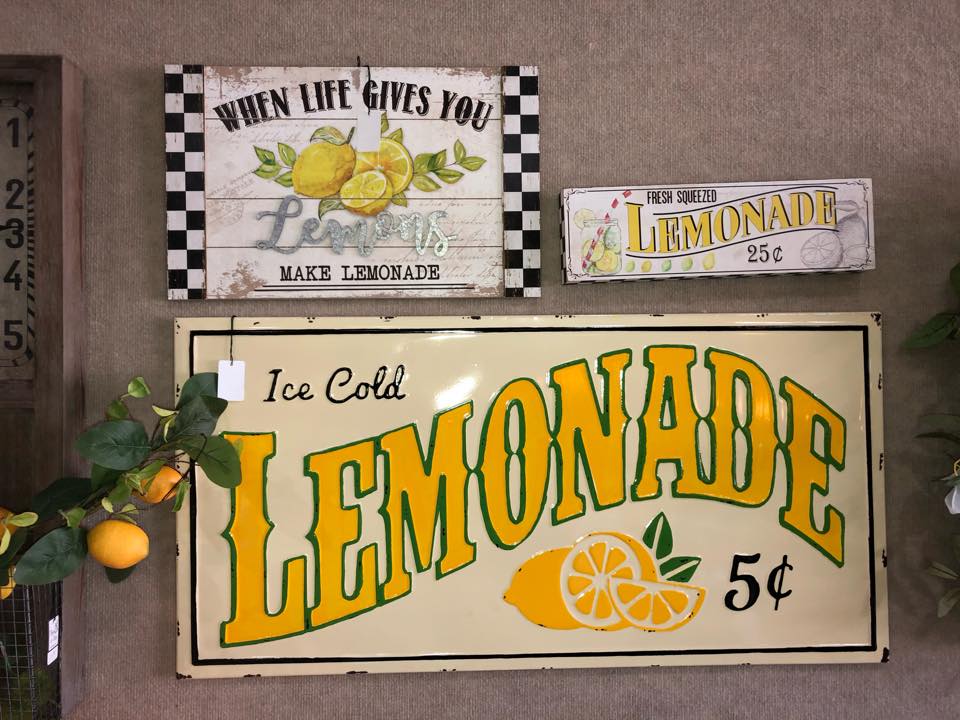 WHEN LIFE GIVES YOU
Lemons
MAKE LEMONADE
FRESH SQUEEZED
LEMONADE
25¢
Ice Cold
LEMONADE
5¢
1
2
3
4
5